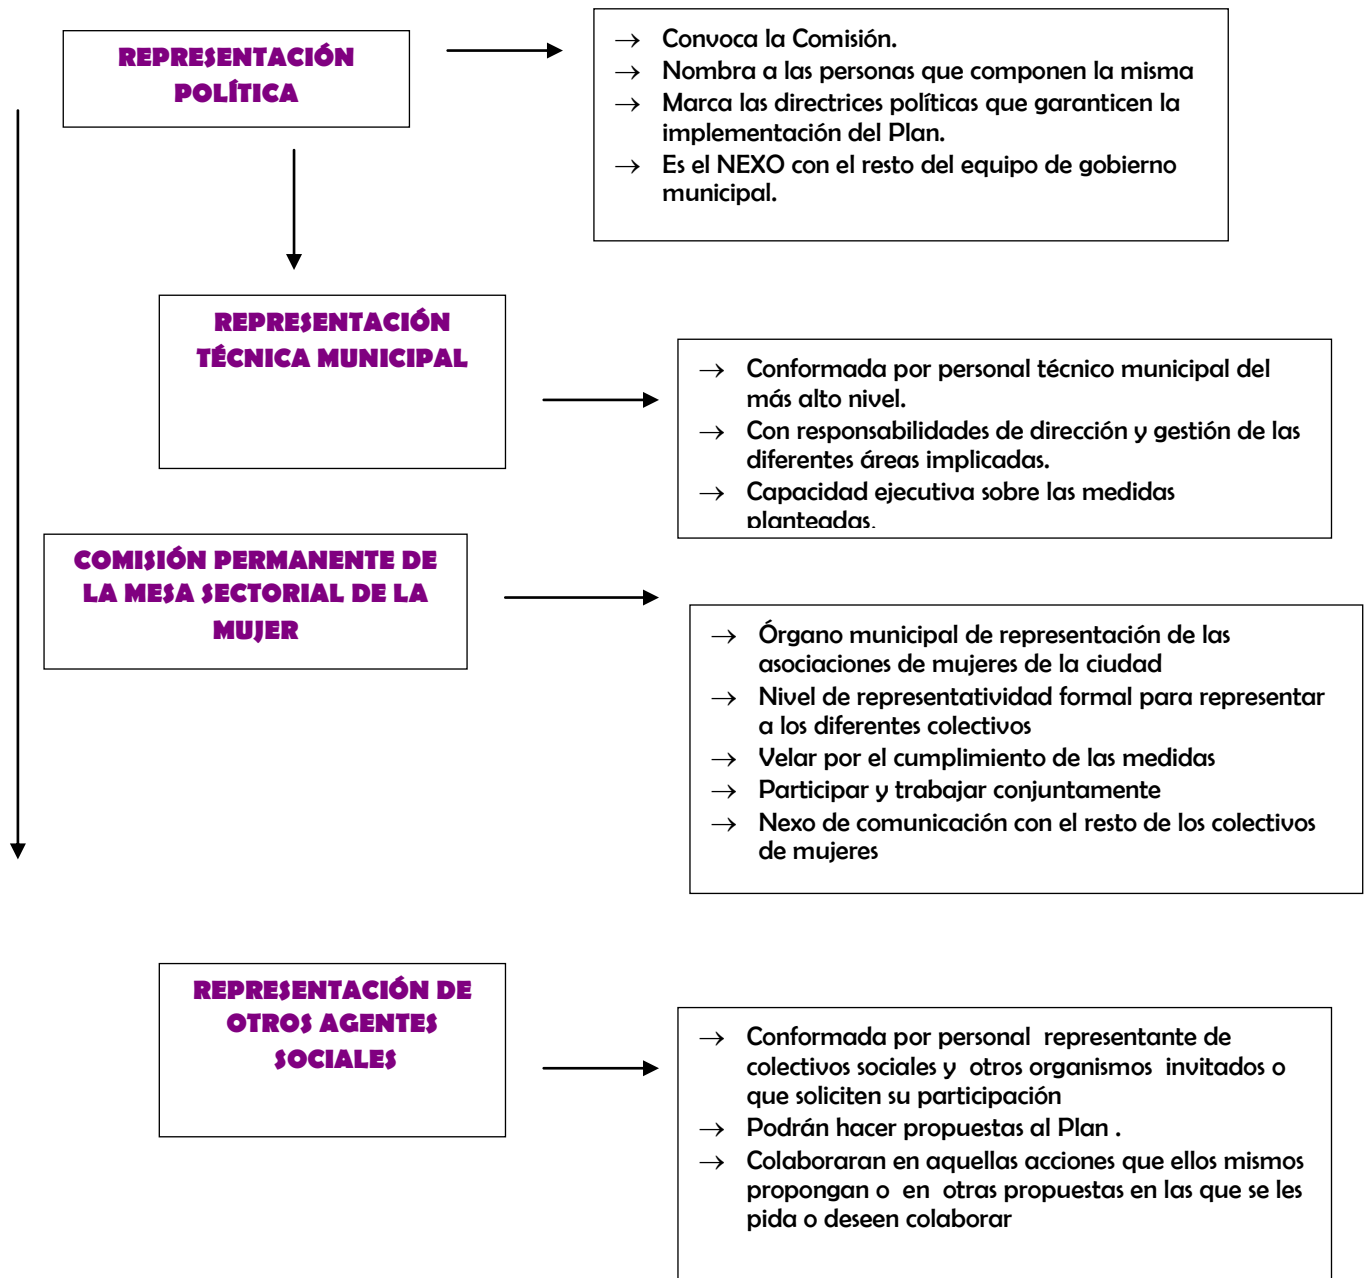 REPRESENTACIÓN
POLÍTICA
→ Convoca la Comisión.
→ Nombra a las personas que componen la misma
→ Marca las directrices políticas que garanticen la
implementación del Plan.
→ Es el NEXO con el resto del equipo de gobierno
municipal.
REPRESENTACIÓN
TÉCNICA MUNICIPAL
→ Conformada por personal técnico municipal del
más alto nivel.
→ Con responsabilidades de dirección y gestión de las
diferentes áreas implicadas.
→ Capacidad ejecutiva sobre las medidas
planteadas.
COMISIÓN PERMANENTE DE
LA MESA SECTORIAL DE LA
MUJER
→ Órgano municipal de representación de las
asociaciones de mujeres de la ciudad
→ Nivel de representatividad formal para representar
a los diferentes colectivos
→ Velar por el cumplimiento de las medidas
→ Participar y trabajar conjuntamente
→ Nexo de comunicación con el resto de los colectivos
de mujeres
REPRESENTACIÓN DE
OTROS AGENTES
SOCIALES
→ Conformada por personal representante de
colectivos sociales y otros organismos invitados o
que soliciten su participación
→ Podrán hacer propuestas al Plan .
→ Colaboraran en aquellas acciones que ellos mismos
propongan o en otras propuestas en las que se les
pida o deseen colaborar